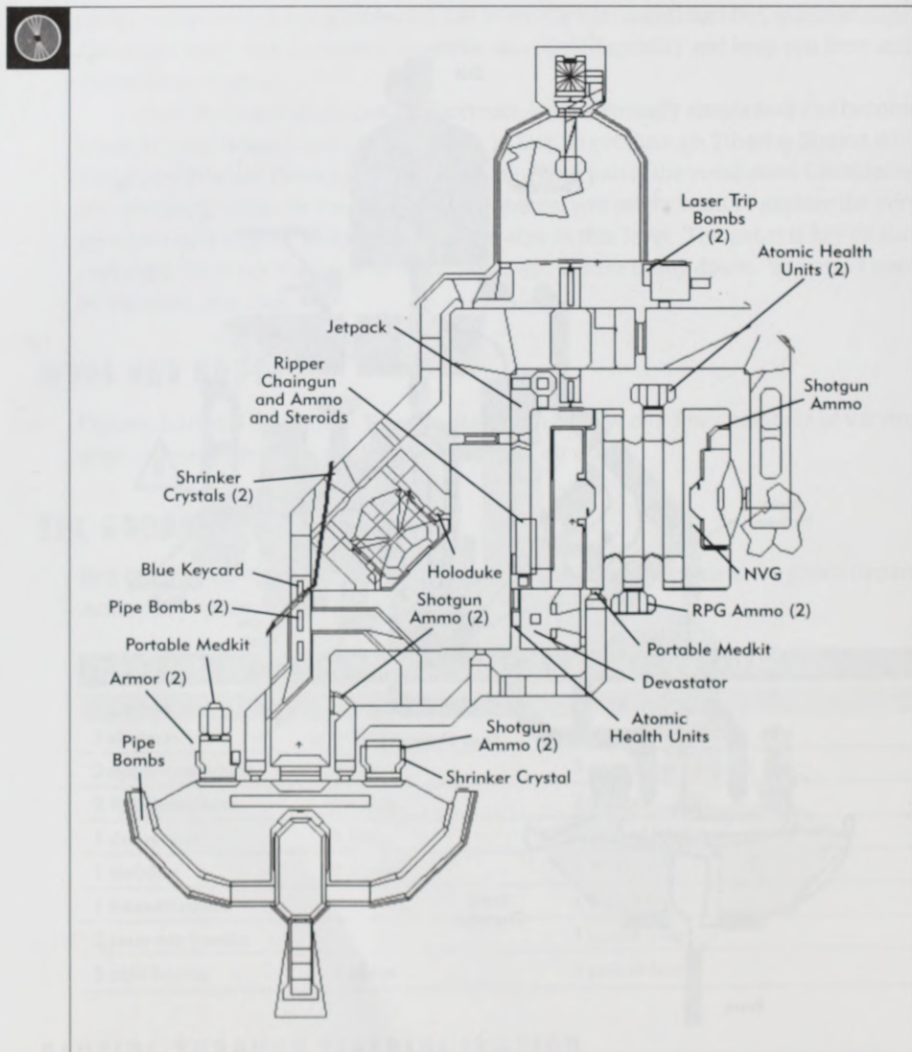 Laser Trip
Bombs
(2)
Atomic Health
Units (2)
Jetpack
Ripper
Chaingun
and Ammo
and Steroids
Shotgun
Ammo
Shrinker
Crystals (2)
Blue Keycard
Holoduke
NVG
Pipe Bombs (2)
Shotgun
Ammo (2)
RPG Ammo (2)
Portable Medkit
Portable Medkit
Armor (2)
Devastator
Atomic
Health Units
Shotgun
Ammo (2)
Pipe
Bombs
Shrinker Crystal